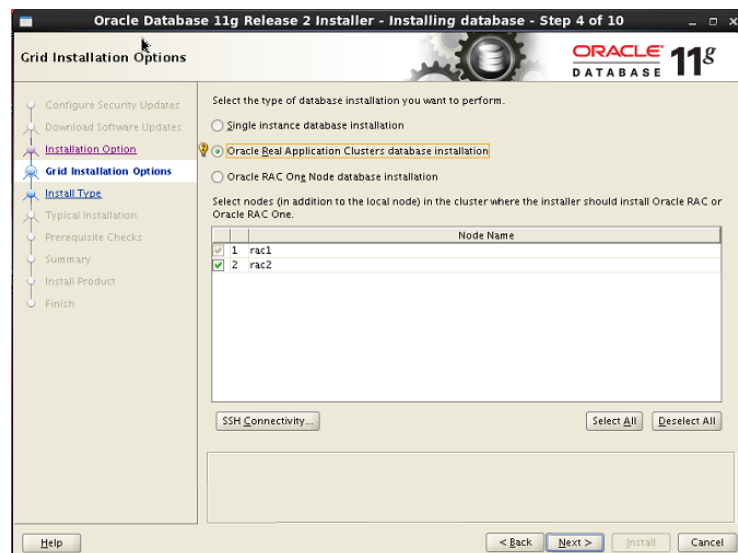 Oracle Database 11g Release 2 Installer - Installing database - Step 4 of 10
Grid Installation Options
ORACLE
DATABASE
11g
Configure Security Updates
Download Software Updates
Installation Option
Grid Installation Options
Install Type
Typical Installation
Prerequisite Checks
Summary
Install Product
Finish
Select the type of database installation you want to perform.
Single instance database installation
Oracle Real Application Clusters database installation
Oracle RAC One Node database installation
Select nodes (in addition to the local node) in the cluster where the installer should install Oracle RAC or
Oracle RAC One.
Node Name
1 rac1
2 rac2
SSH Connectivity...
Select All
Deselect All
Help
< Back
Next >
Install
Cancel